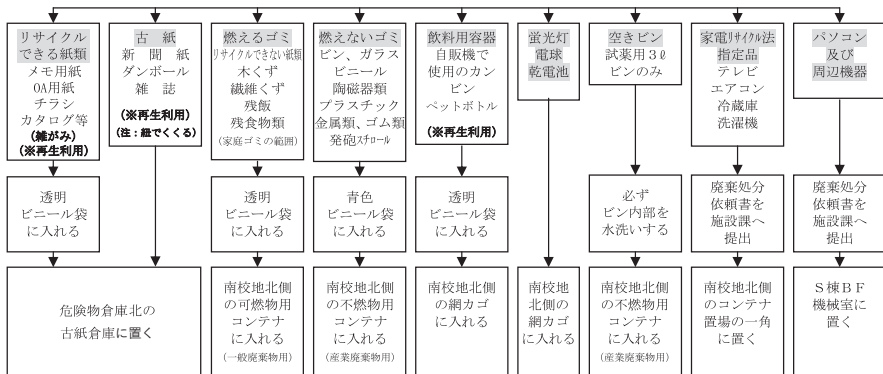 リサイクル
できる紙類
メモ用紙
OA用紙
チラシ
カタログ等
(雑がみ)
(※再生利用)
古紙
新聞紙
ダンボール
雑誌
(※再生利用)
(注：紐でくくる)
燃えるゴミ
リサイクルできない紙類
木くず
繊維くず
残飯
残食物類
(家庭ゴミの範囲)
燃えないゴミ
ビン、ガラス
ビニール
陶磁器類
プラスチック
金属類、ゴム類
発砲スチロール
飲料用容器
自販機で
使用のカン
ビン
ペットボトル
(※再生利用)
蛍光灯
電球
乾電池
空きビン
試薬用3ℓ
ビンのみ
家電リサイクル法
指定品
テレビ
エアコン
冷蔵庫
洗濯機
パソコン
及び
周辺機器
透明
ビニール袋
に入れる
透明
ビニール袋
に入れる
青色
ビニール袋
に入れる
透明
ビニール袋
に入れる
必ず
ビン内部を
水洗いする
廃棄処分
依頼書を
施設課へ
提出
廃棄処分
依頼書を
施設課へ
提出
危険物倉庫北の
古紙倉庫に置く
南校地北側
の可燃物用
コンテナ
に入れる
(一般廃棄物用)
南校地北側
の不燃物用
コンテナ
に入れる
(産業廃棄物用)
南校地北側
の網カゴ
に入れる
南校地
北側の
網カゴ
に入れる
南校地北側
の不燃物用
コンテナ
に入れる
(産業廃棄物用)
南校地北側
のコンテナ
置場の一角
に置く
S棟BF
機械室
に置く